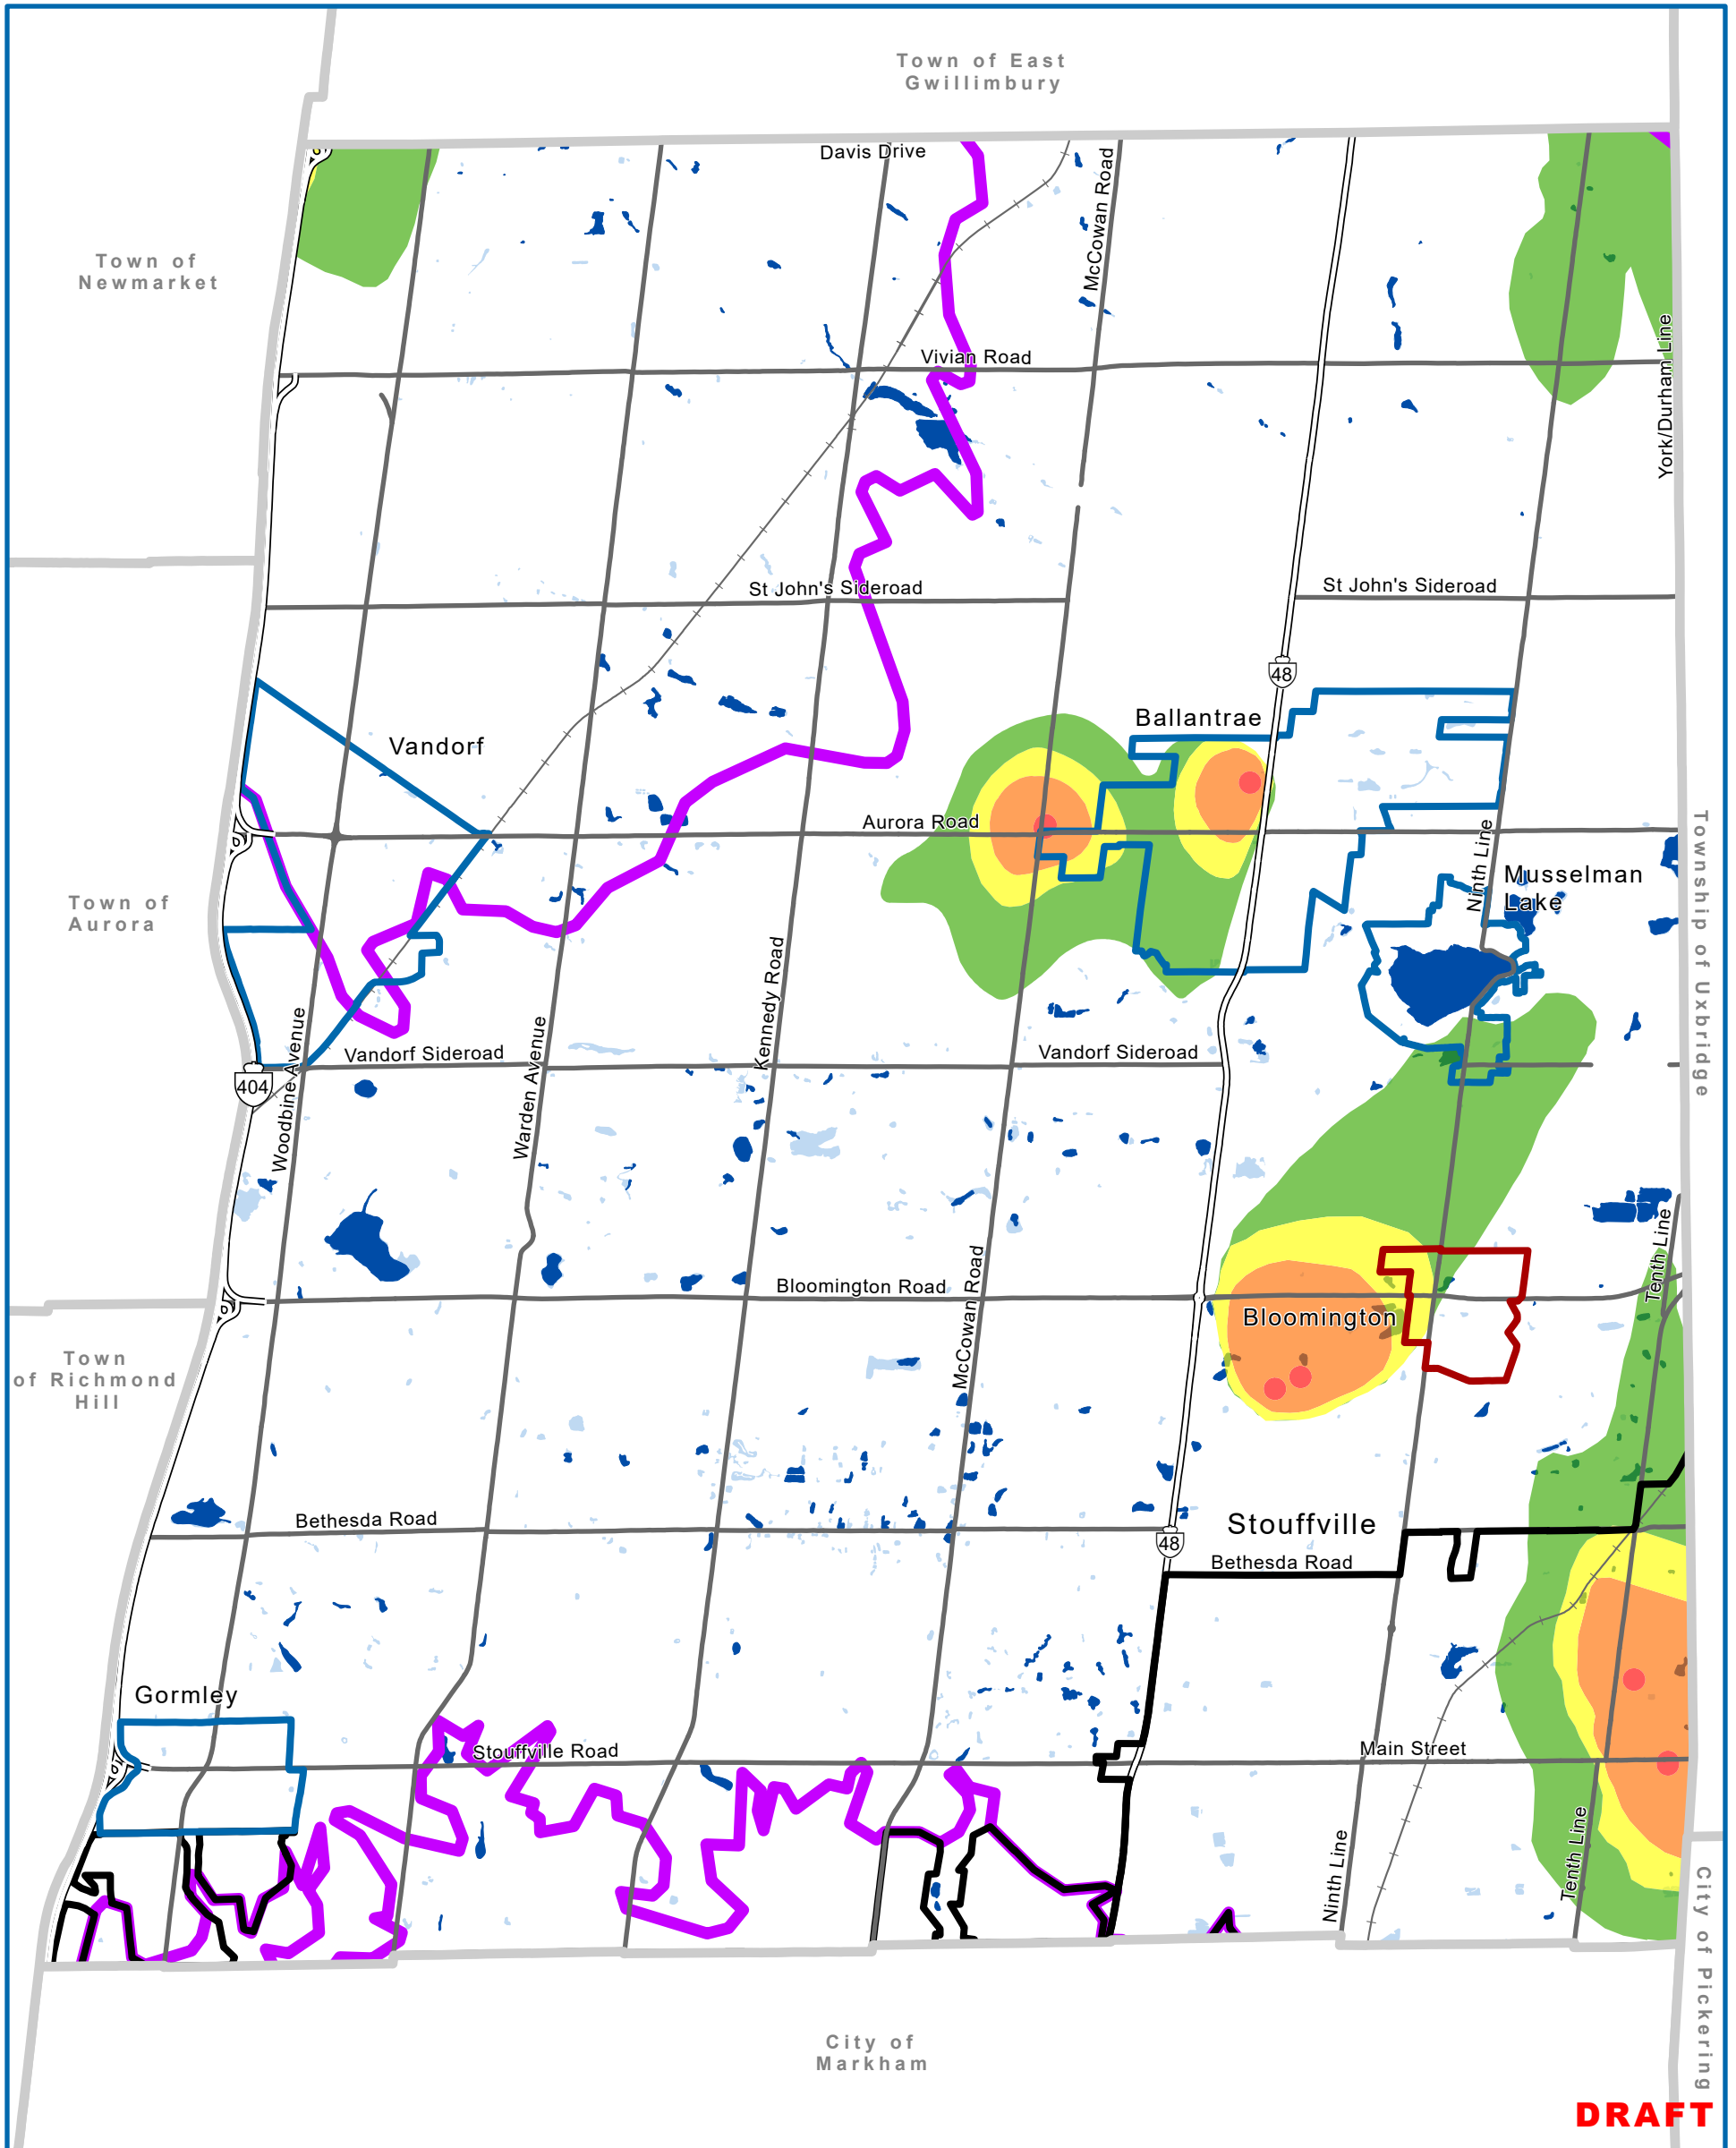 Town of East
Gwillimbury
Davis Drive
McCowan Road
Town of
Newmarket
Vivian Road
York/Durham Line
St John's Sideroad
St John's Sideroad
48
Ballantrae
Vandorf
Aurora Road
Ninth Line
Musselman
Lake
Township of Uxbridge
Town of
Aurora
Kennedy Road
Woodbine Avenue
Warden Avenue
Vandorf Sideroad
Vandorf Sideroad
404
Tenth Line
McCowan Road
Bloomington Road
Bloomington
Town
of Richmond
Hill
Bethesda Road
Stouffville
48
Bethesda Road
Gormley
Stouffville Road
Main Street
Ninth Line
Tenth Line
City of Pickering
City of
Markham
DRAFT